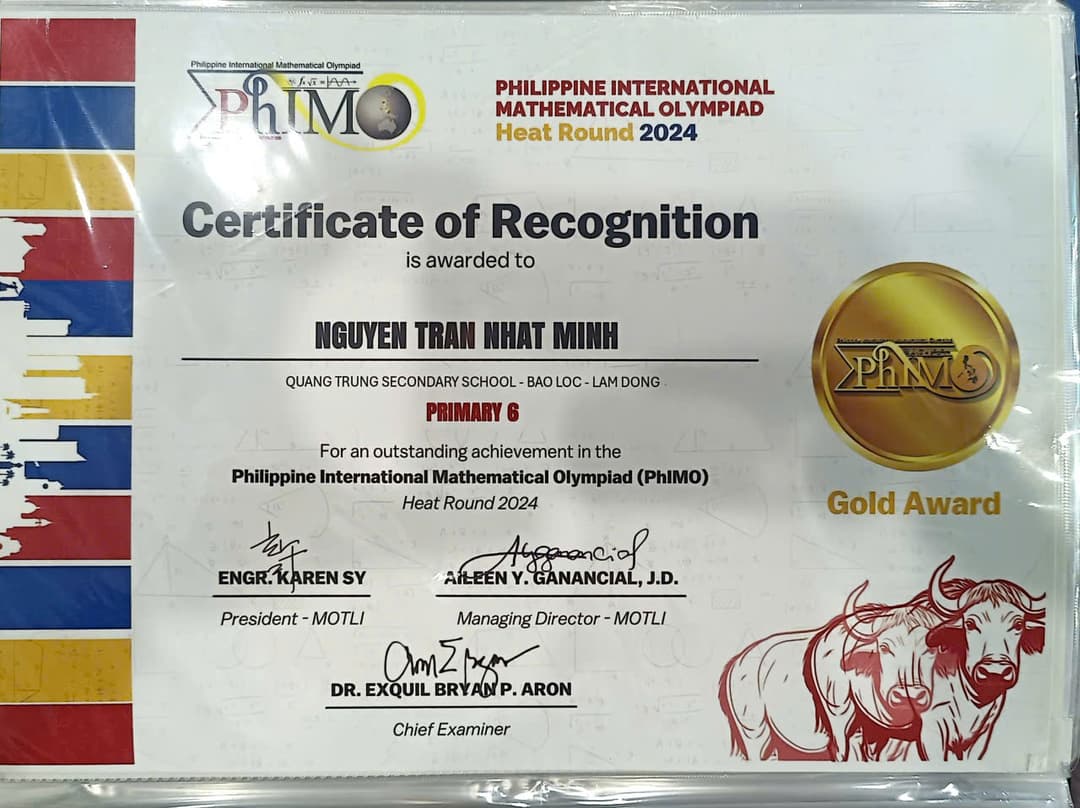 Philippine International Mathematical Olympiad
PhIMO
PHILIPPINE INTERNATIONAL
MATHEMATICAL OLYMPIAD
Heat Round 2024
Certificate of Recognition
is awarded to
NGUYEN TRAN NHAT MINH
QUANG TRUNG SECONDARY SCHOOL - BAO LOC - LAM DONG
PRIMARY 6
For an outstanding achievement in the
Philippine International Mathematical Olympiad (PhIMO)
Heat Round 2024
PhIMO
Gold Award
ENGR. KAREN SY
President - MOTLI
AILEEN Y. GANANCIAL, J.D.
Managing Director - MOTLI
DR. EXQUIL BRYAN P. ARON
Chief Examiner